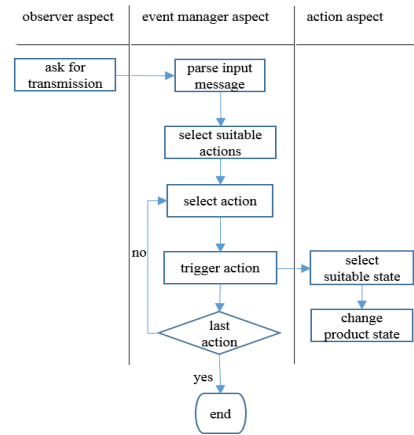 observer aspect
event manager aspect
action aspect
ask for
transmission
parse input
message
select suitable
actions
select action
no
trigger action
select
suitable state
last
action
change
product state
yes
end